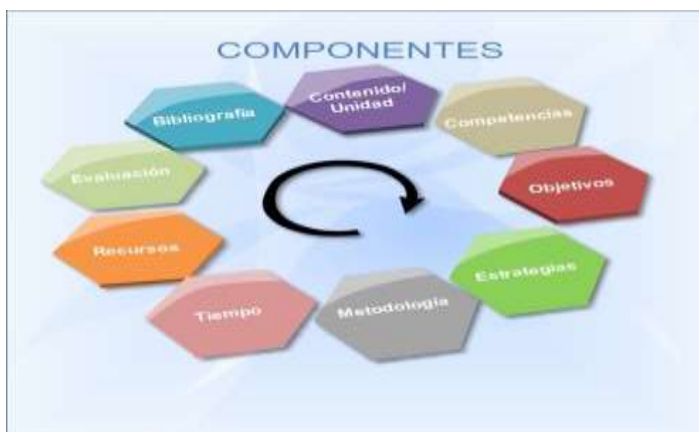 COMPONENTES
Contenido/
Unidad
Competencias
Objetivos
Estrategias
Metodología
Tiempo
Recursos
Evaluación
Bibliografía